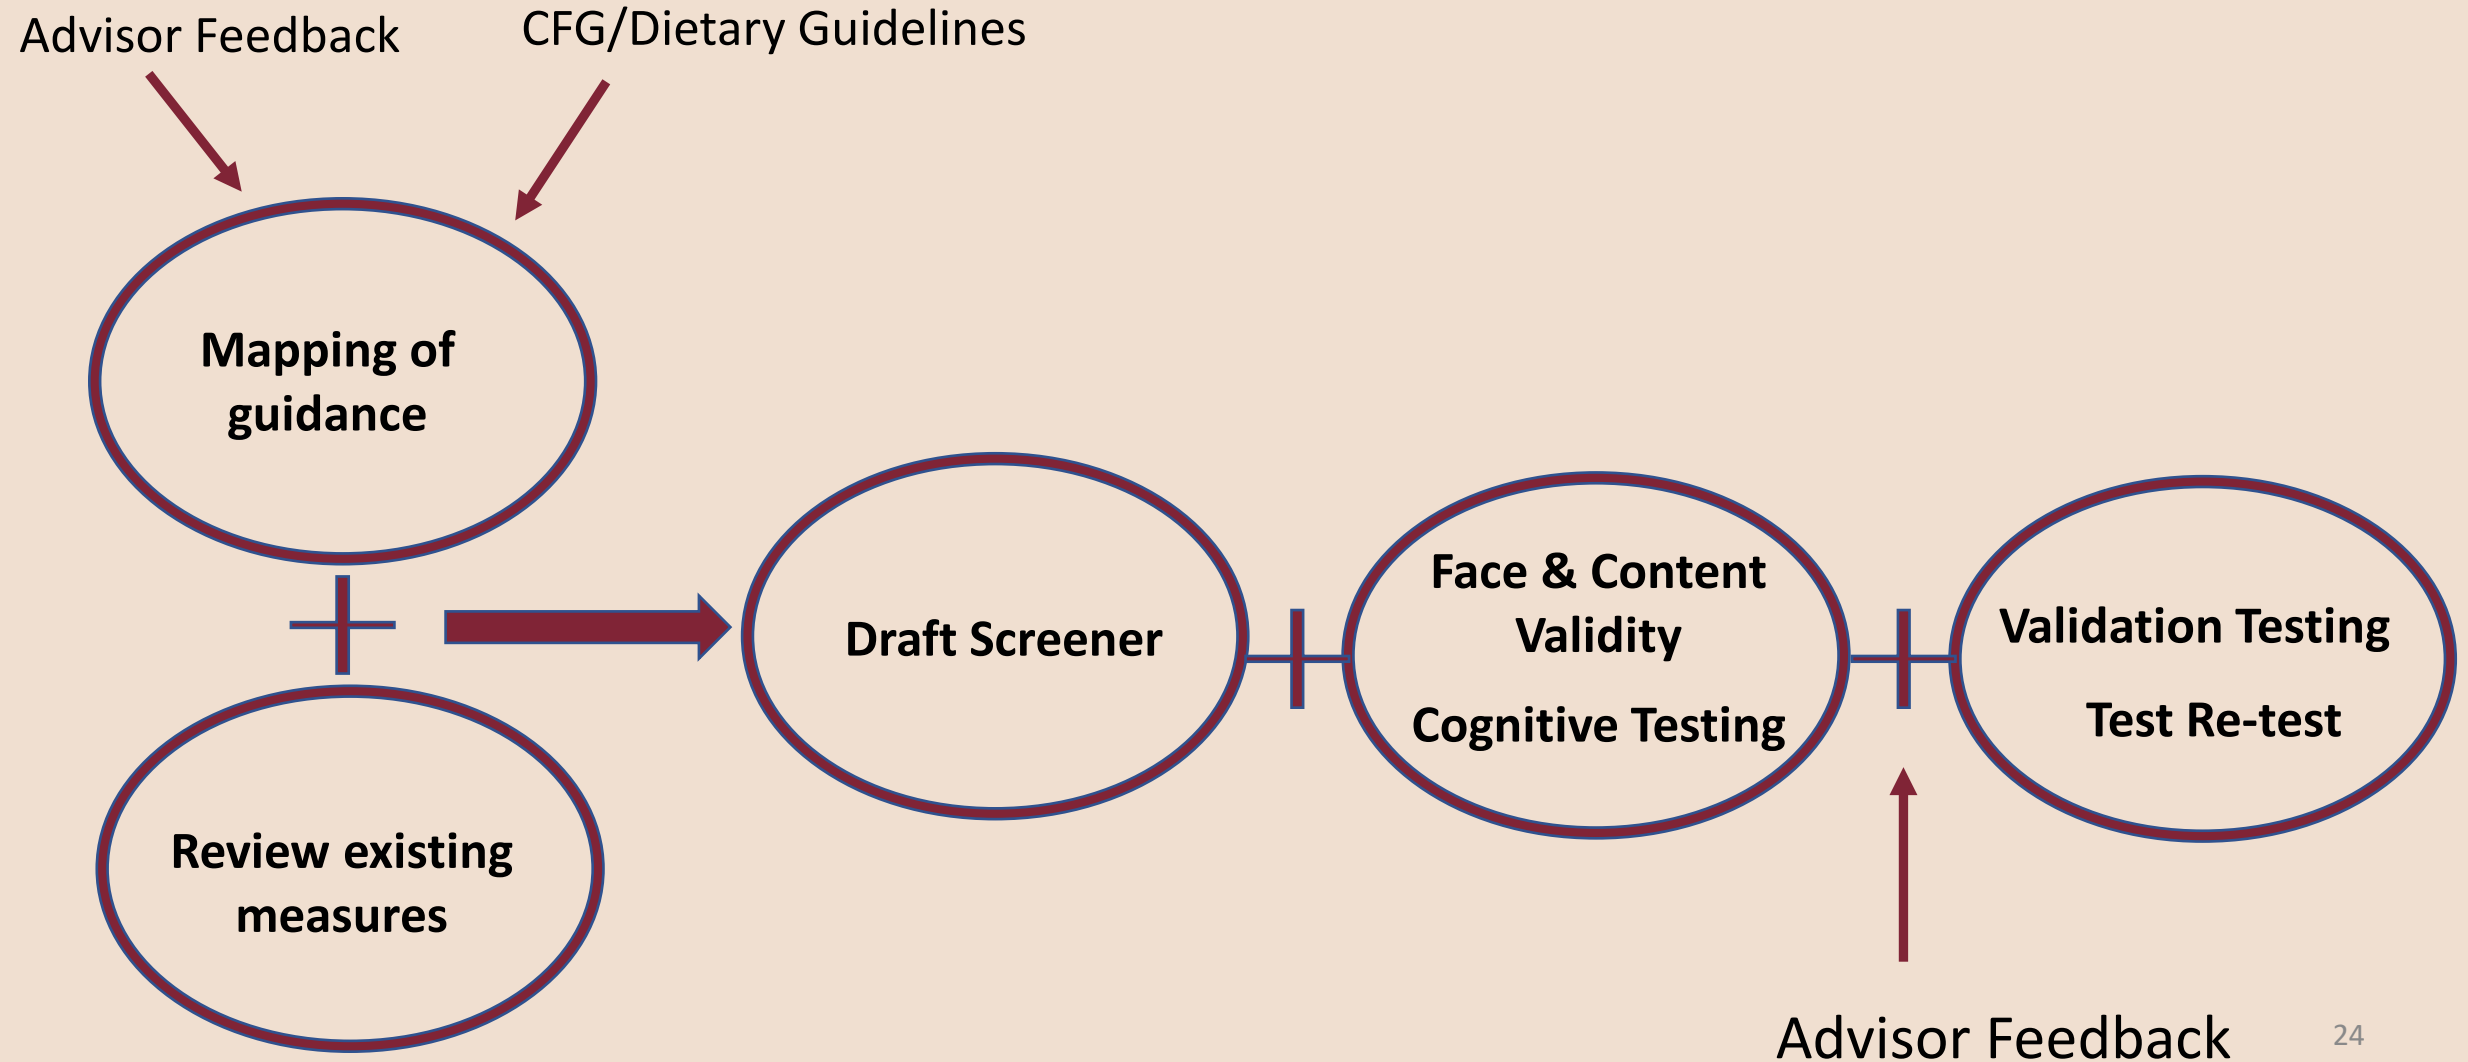 Advisor Feedback
CFG/Dietary Guidelines
Mapping of
guidance
Review existing
measures
Draft Screener
Face & Content
Validity
Cognitive Testing
Validation Testing
Test Re-test
Advisor Feedback
24